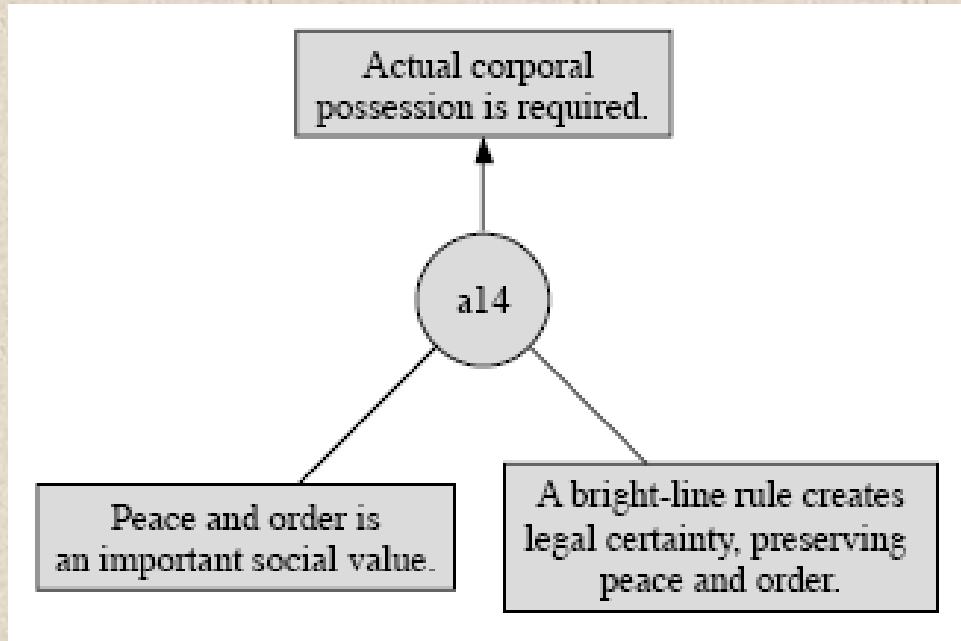 Actual corporal
possession is required.
a14
Peace and order is
an important social value.
A bright-line rule creates
legal certainty, preserving
peace and order.